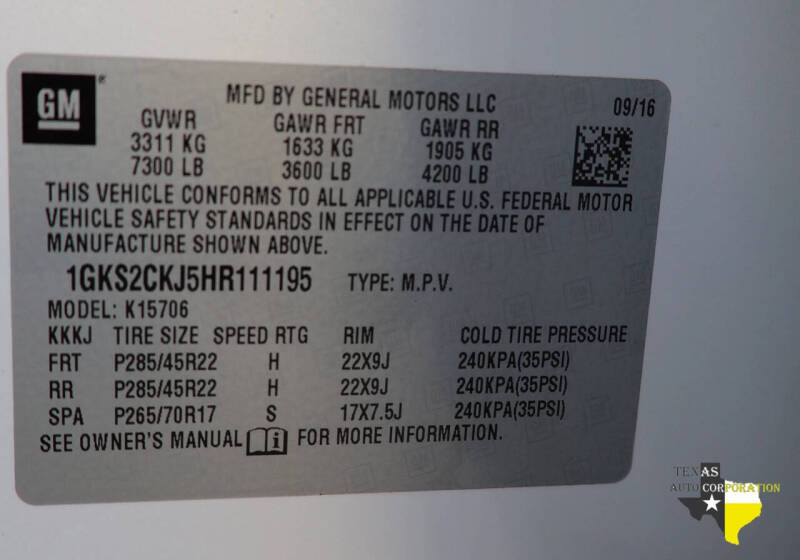 GM
MFD BY GENERAL MOTORS LLC 09/16
GVWR GAWR FRT GAWR RR
3311 KG 1633 KG 1905 KG
7300 LB 3600 LB 4200 LB
THIS VEHICLE CONFORMS TO ALL APPLICABLE U.S. FEDERAL MOTOR
VEHICLE SAFETY STANDARDS IN EFFECT ON THE DATE OF
MANUFACTURE SHOWN ABOVE.
1GKS2CKJ5HR111195 TYPE: M.P.V.
MODEL: K15706
KKKJ TIRE SIZE SPEED RTG RIM COLD TIRE PRESSURE
FRT P285/45R22 H 22X9J 240KPA(35PSI)
RR P285/45R22 H 22X9J 240KPA(35PSI)
SPA P265/70R17 S 17X7.5J 240KPA(35PSI)
SEE OWNER'S MANUAL i FOR MORE INFORMATION.
TEXAS
AUTO CORPORATION